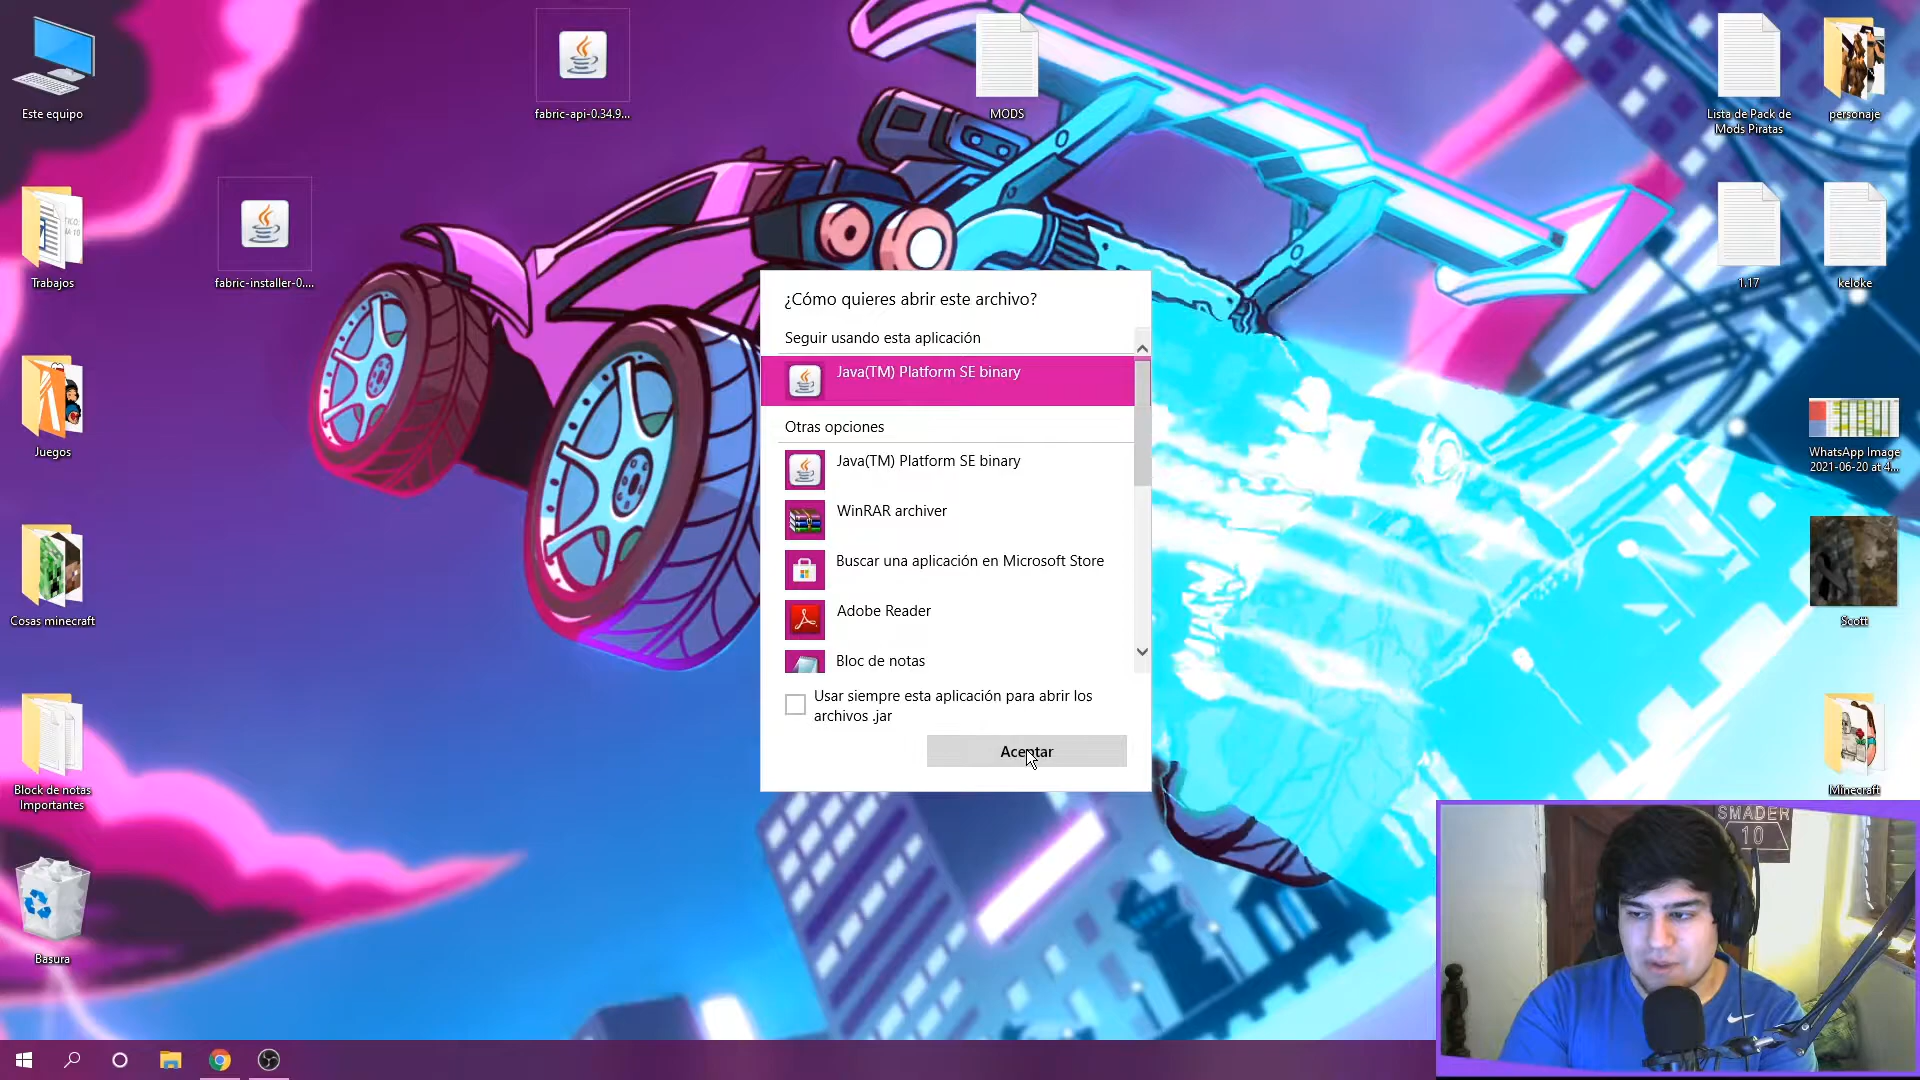 Este equipo
fabric-api-0.34.9...
MODS
Lista de Pack de
Mods Piratas
personaje
Trabajos
fabric-installer-0....
1.17
keloke
¿Cómo quieres abrir este archivo?
Seguir usando esta aplicación
Java(TM) Platform SE binary
Otras opciones
Java(TM) Platform SE binary
WinRAR archiver
Buscar una aplicación en Microsoft Store
Adobe Reader
Bloc de notas
Usar siempre esta aplicación para abrir los
archivos .jar
Aceptar
Juegos
WhatsApp Image
2021-06-20 at 4...
Cosas minecraft
Scott
Block de notas
Importantes
Minecraft
Basura
SMADER
10